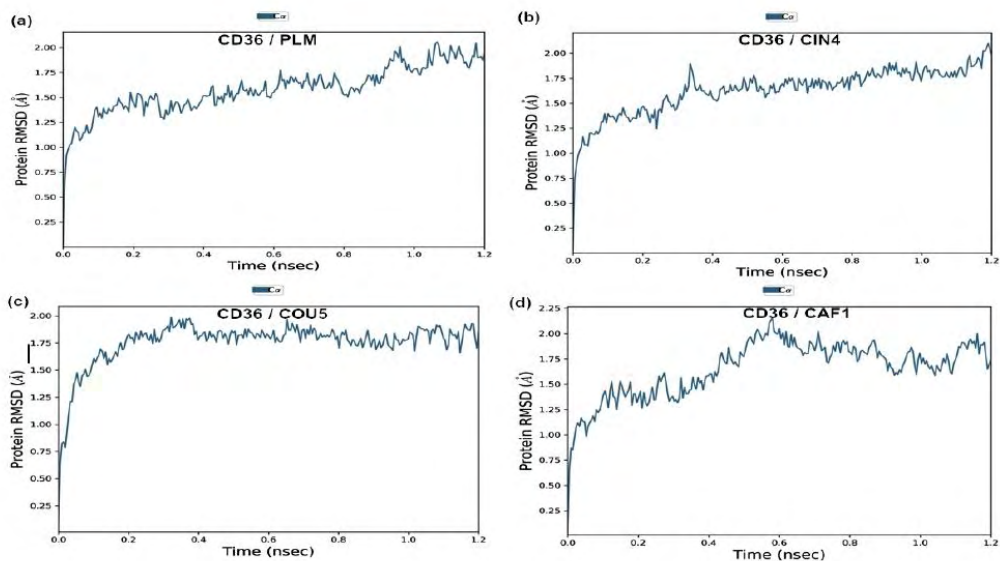 (a)
Cα
CD36 / PLM
Protein RMSD (Å)
2.00
1.75
1.50
1.25
1.00
0.75
0.50
0.25
0.0 0.2 0.4 0.6 0.8 1.0 1.2
Time (nsec)
(b)
Cα
CD36 / CIN4
Protein RMSD (Å)
2.00
1.75
1.50
1.25
1.00
0.75
0.50
0.25
0.0 0.2 0.4 0.6 0.8 1.0 1.2
Time (nsec)
(c)
Cα
CD36 / COU5
Protein RMSD (Å)
2.00
1.75
1.50
1.25
1.00
0.75
0.50
0.25
0.0 0.2 0.4 0.6 0.8 1.0 1.2
Time (nsec)
(d)
Cα
CD36 / CAF1
Protein RMSD (Å)
2.25
2.00
1.75
1.50
1.25
1.00
0.75
0.50
0.25
0.0 0.2 0.4 0.6 0.8 1.0 1.2
Time (nsec)